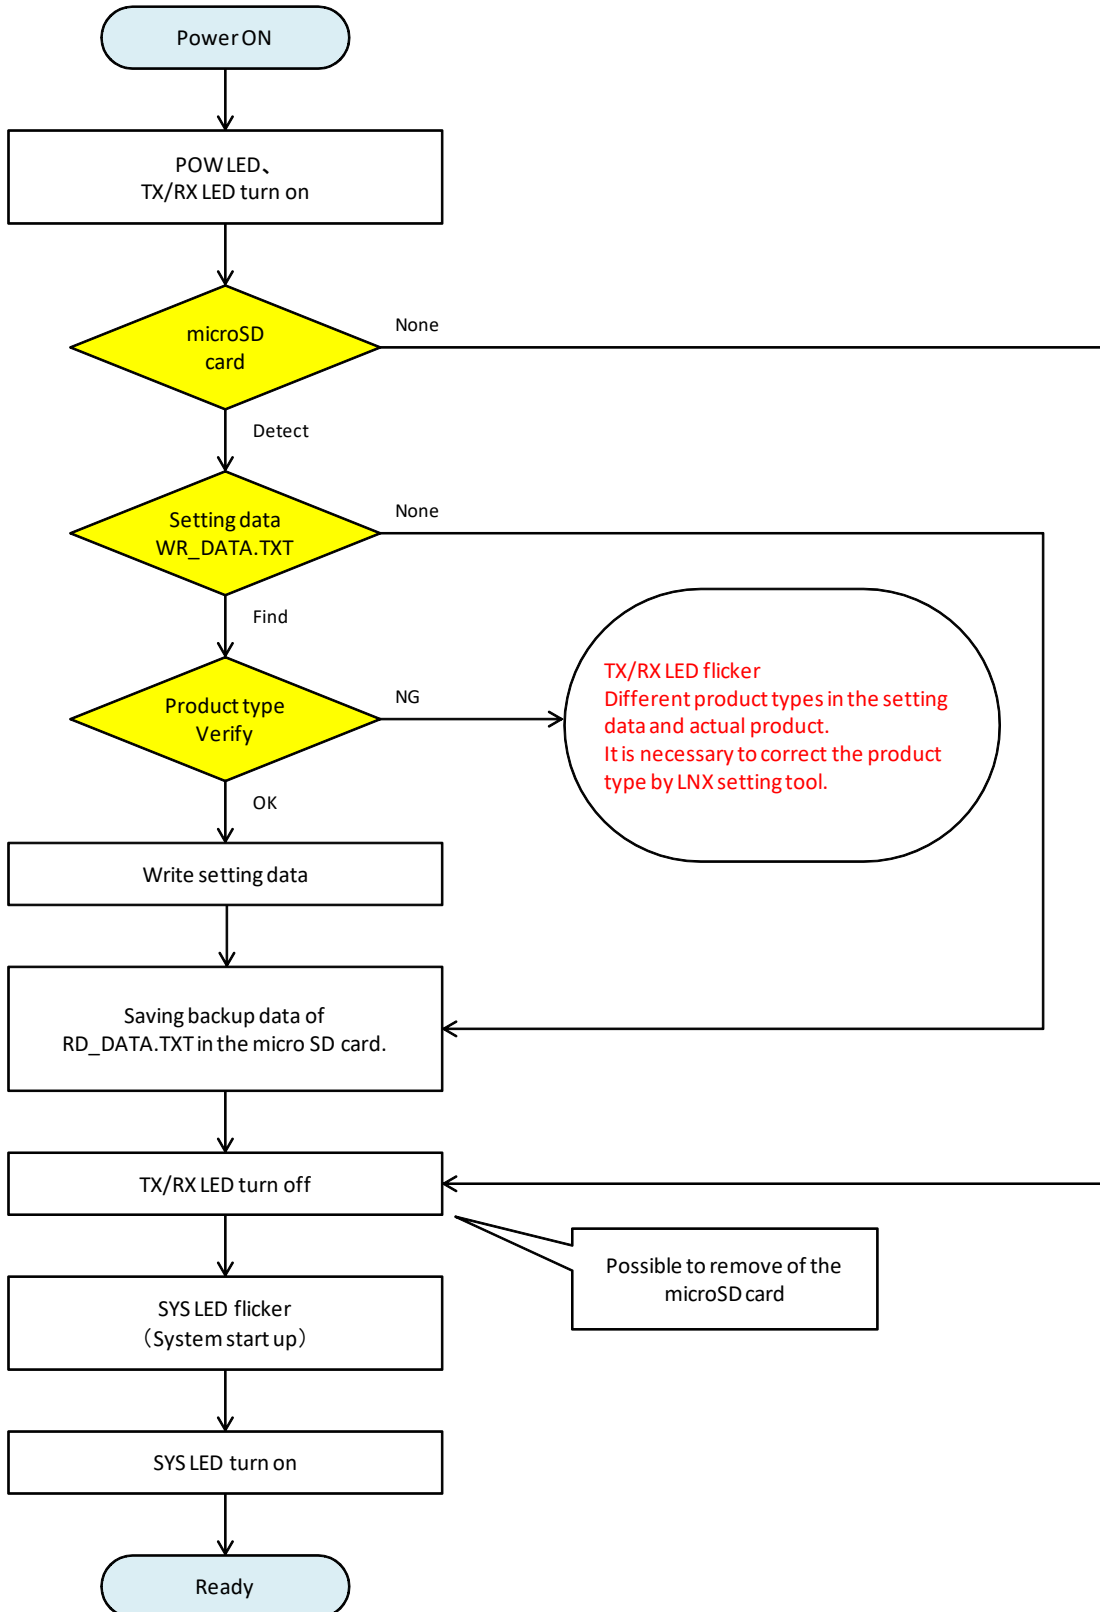 Power ON
POW LED、
TX/RX LED turn on
microSD
card
None
Detect
Setting data
WR_DATA.TXT
None
Find
Product type
Verify
NG
TX/RX LED flicker
Different product types in the setting
data and actual product.
It is necessary to correct the product
type by LNX setting tool.
OK
Write setting data
Saving backup data of
RD_DATA.TXT in the micro SD card.
TX/RX LED turn off
Possible to remove of the
microSD card
SYS LED flicker
（System start up）
SYS LED turn on
Ready